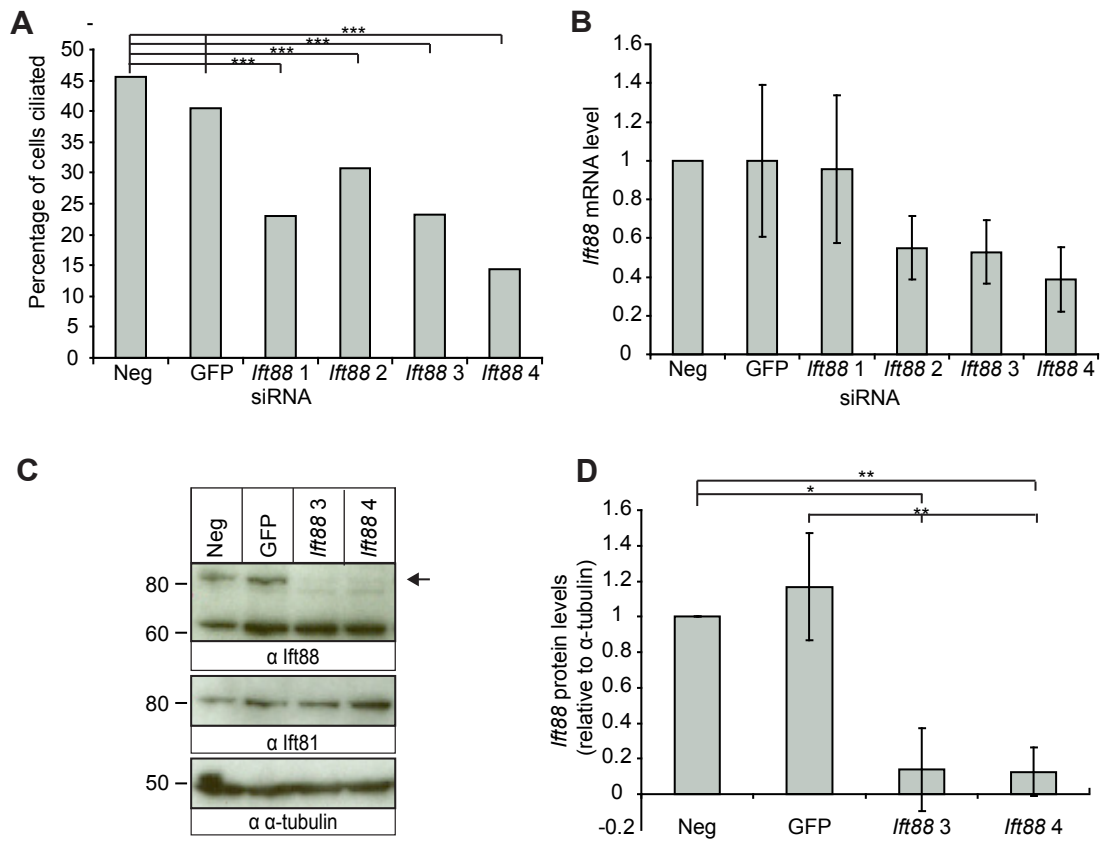 A
-
***
***
***
***
50
45
40
35
30
25
20
15
10
5
0
Percentage of cells ciliated
Neg GFP Ift88 1 Ift88 2 Ift88 3 Ift88 4
siRNA
B
1.6
1.4
1.2
1
0.8
0.6
0.4
0.2
0
Ift88 mRNA level
Neg GFP Ift88 1 Ift88 2 Ift88 3 Ift88 4
siRNA
C
Neg GFP Ift88 3 Ift88 4
80
60
α Ift88
80
α Ift81
50
α α-tubulin
D
**
*
**
1.6
1.4
1.2
1
0.8
0.6
0.4
0.2
0
-0.2
Ift88 protein levels
(relative to α-tubulin)
Neg GFP Ift88 3 Ift88 4